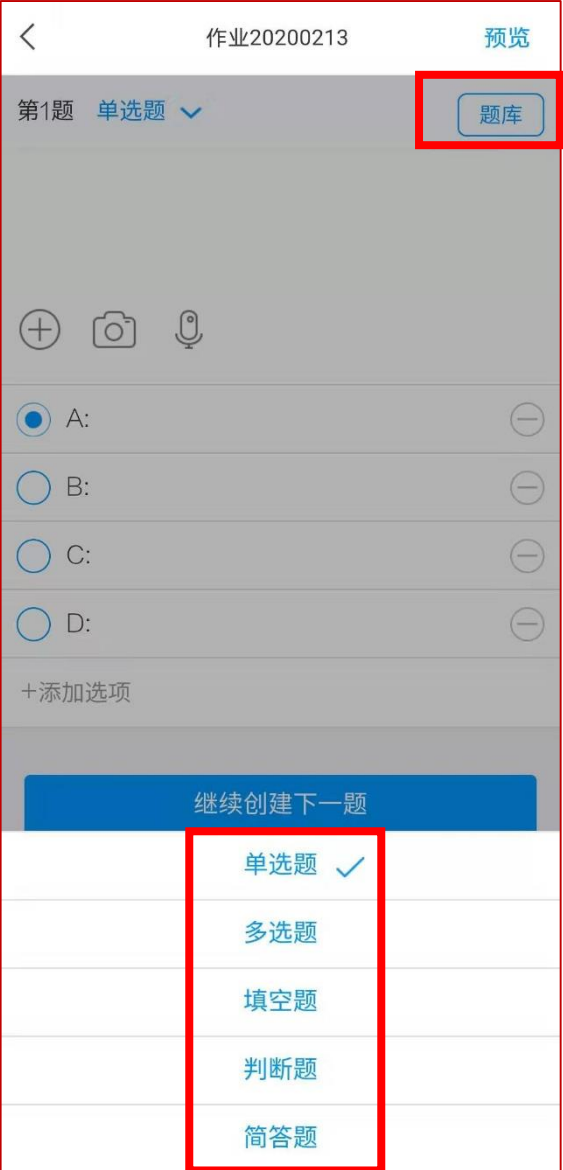 作业20200213 预览
第1题 单选题 题库
A:
B:
C:
D:
+添加选项
继续创建下一题
单选题
多选题
填空题
判断题
简答题